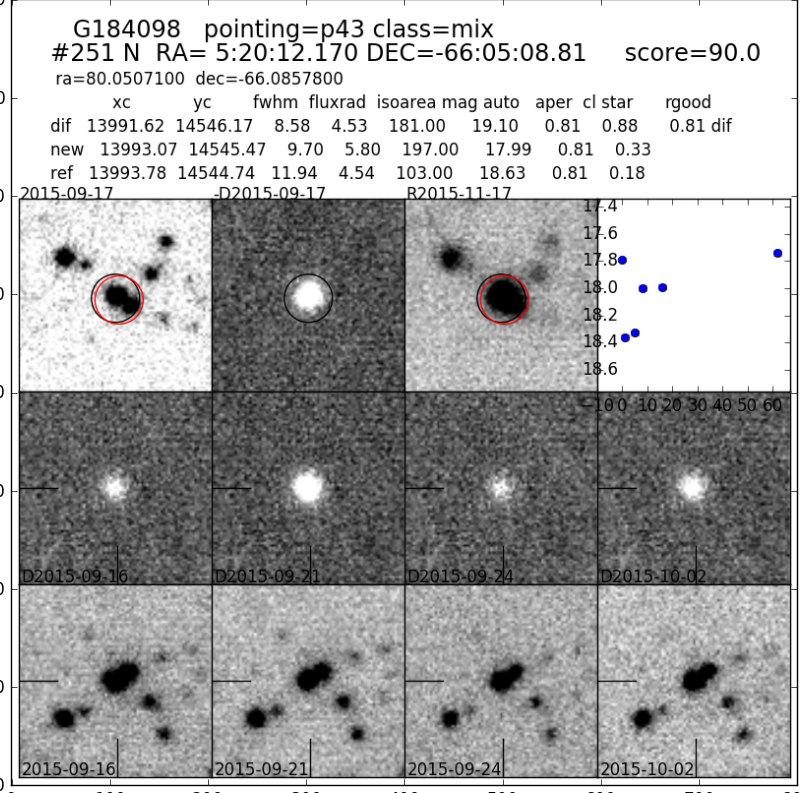 G184098 pointing=p43 class=mix
#251 N RA= 5:20:12.170 DEC=-66:05:08.81 score=90.0
ra=80.0507100 dec=-66.0857800
xc yc fwhm fluxrad isoarea mag auto aper cl star rgood
dif 13991.62 14546.17 8.58 4.53 181.00 19.10 0.81 0.88 0.81 dif
new 13993.07 14545.47 9.70 5.80 197.00 17.99 0.81 0.33
ref 13993.78 14544.74 11.94 4.54 103.00 18.63 0.81 0.18
2015-09-17 -D2015-09-17 R2015-11-17
17.4
17.6
17.8
18.0
18.2
18.4
18.6
−10 0 10 20 30 40 50 60
D2015-09-16 D2015-09-21 D2015-09-24 D2015-10-02
2015-09-16 2015-09-21 2015-09-24 2015-10-02